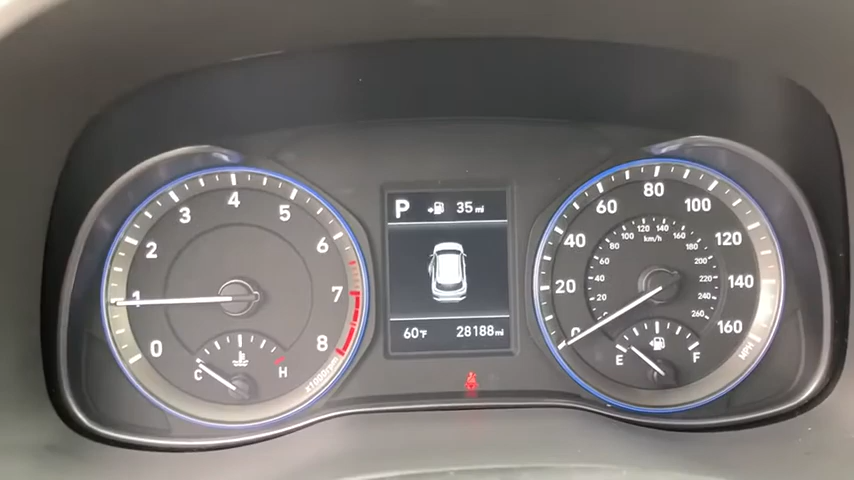 0 1 2 3 4 5 6 7 8
x1000rpm
C H
P 35 mi
60°F 28188 mi
0 20 40 60 80 100 120 140 160
MPH
20 40 60 80 100 120 140 160 180 200 220 240 260
km/h
E F